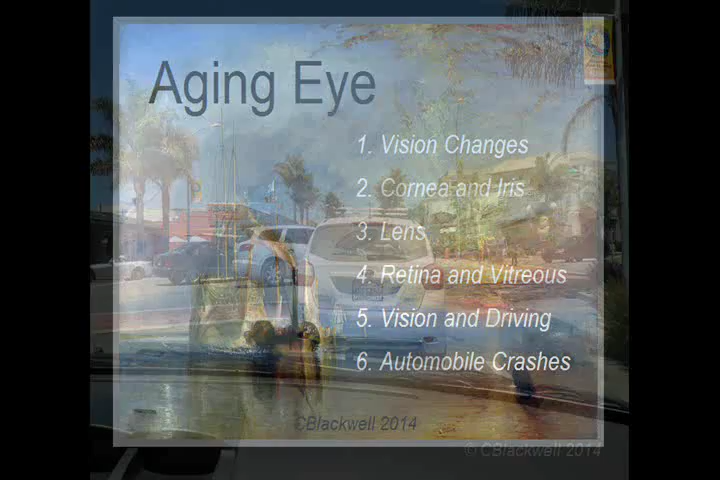 Aging Eye
1. Vision Changes
2. Cornea and Iris
3. Lens
4. Retina and Vitreous
5. Vision and Driving
6. Automobile Crashes
CBlackwell 2014
© CBlackwell 2014